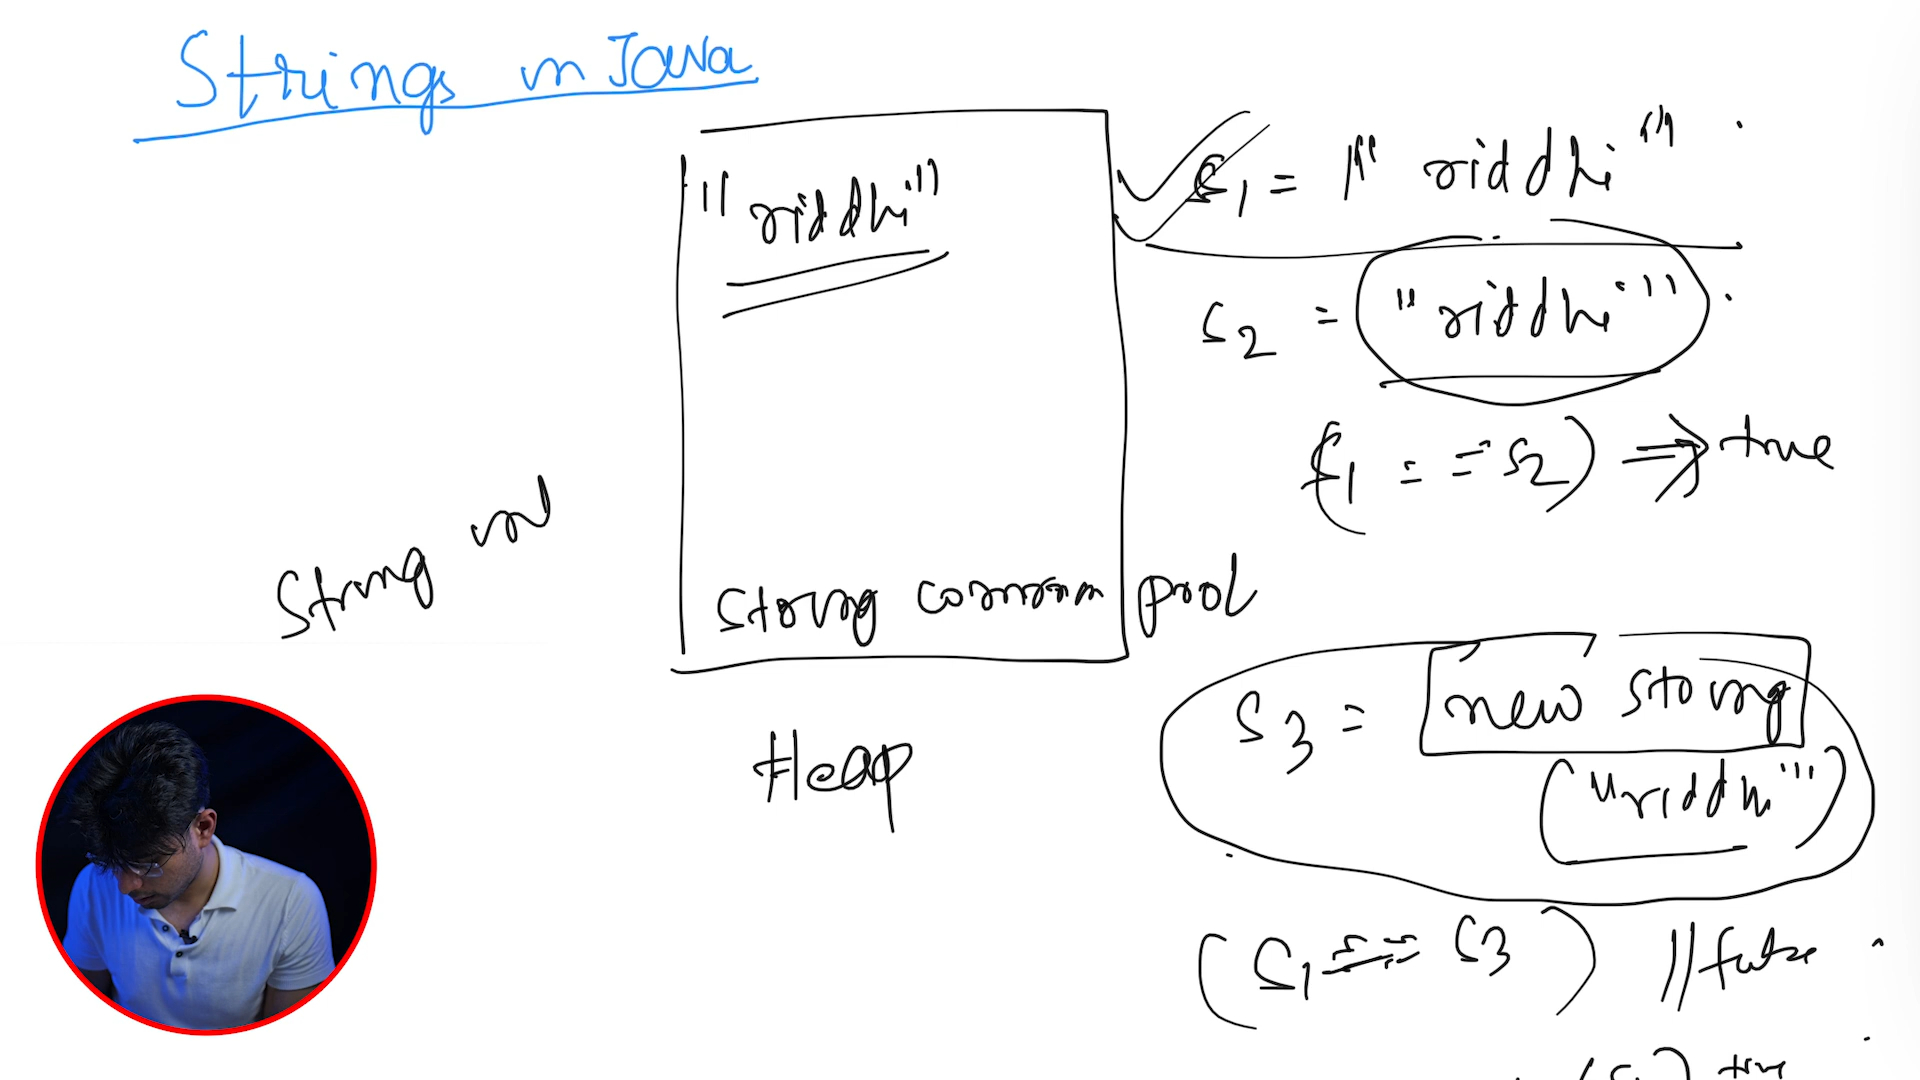 Strings in Java
"riddhi"
s1 = "riddhi"
s2 = "riddhi"
(s1 == s2) => true
String
String common pool
s3 = new String
("riddhi")
Heap
(s1 == s3) //false
true